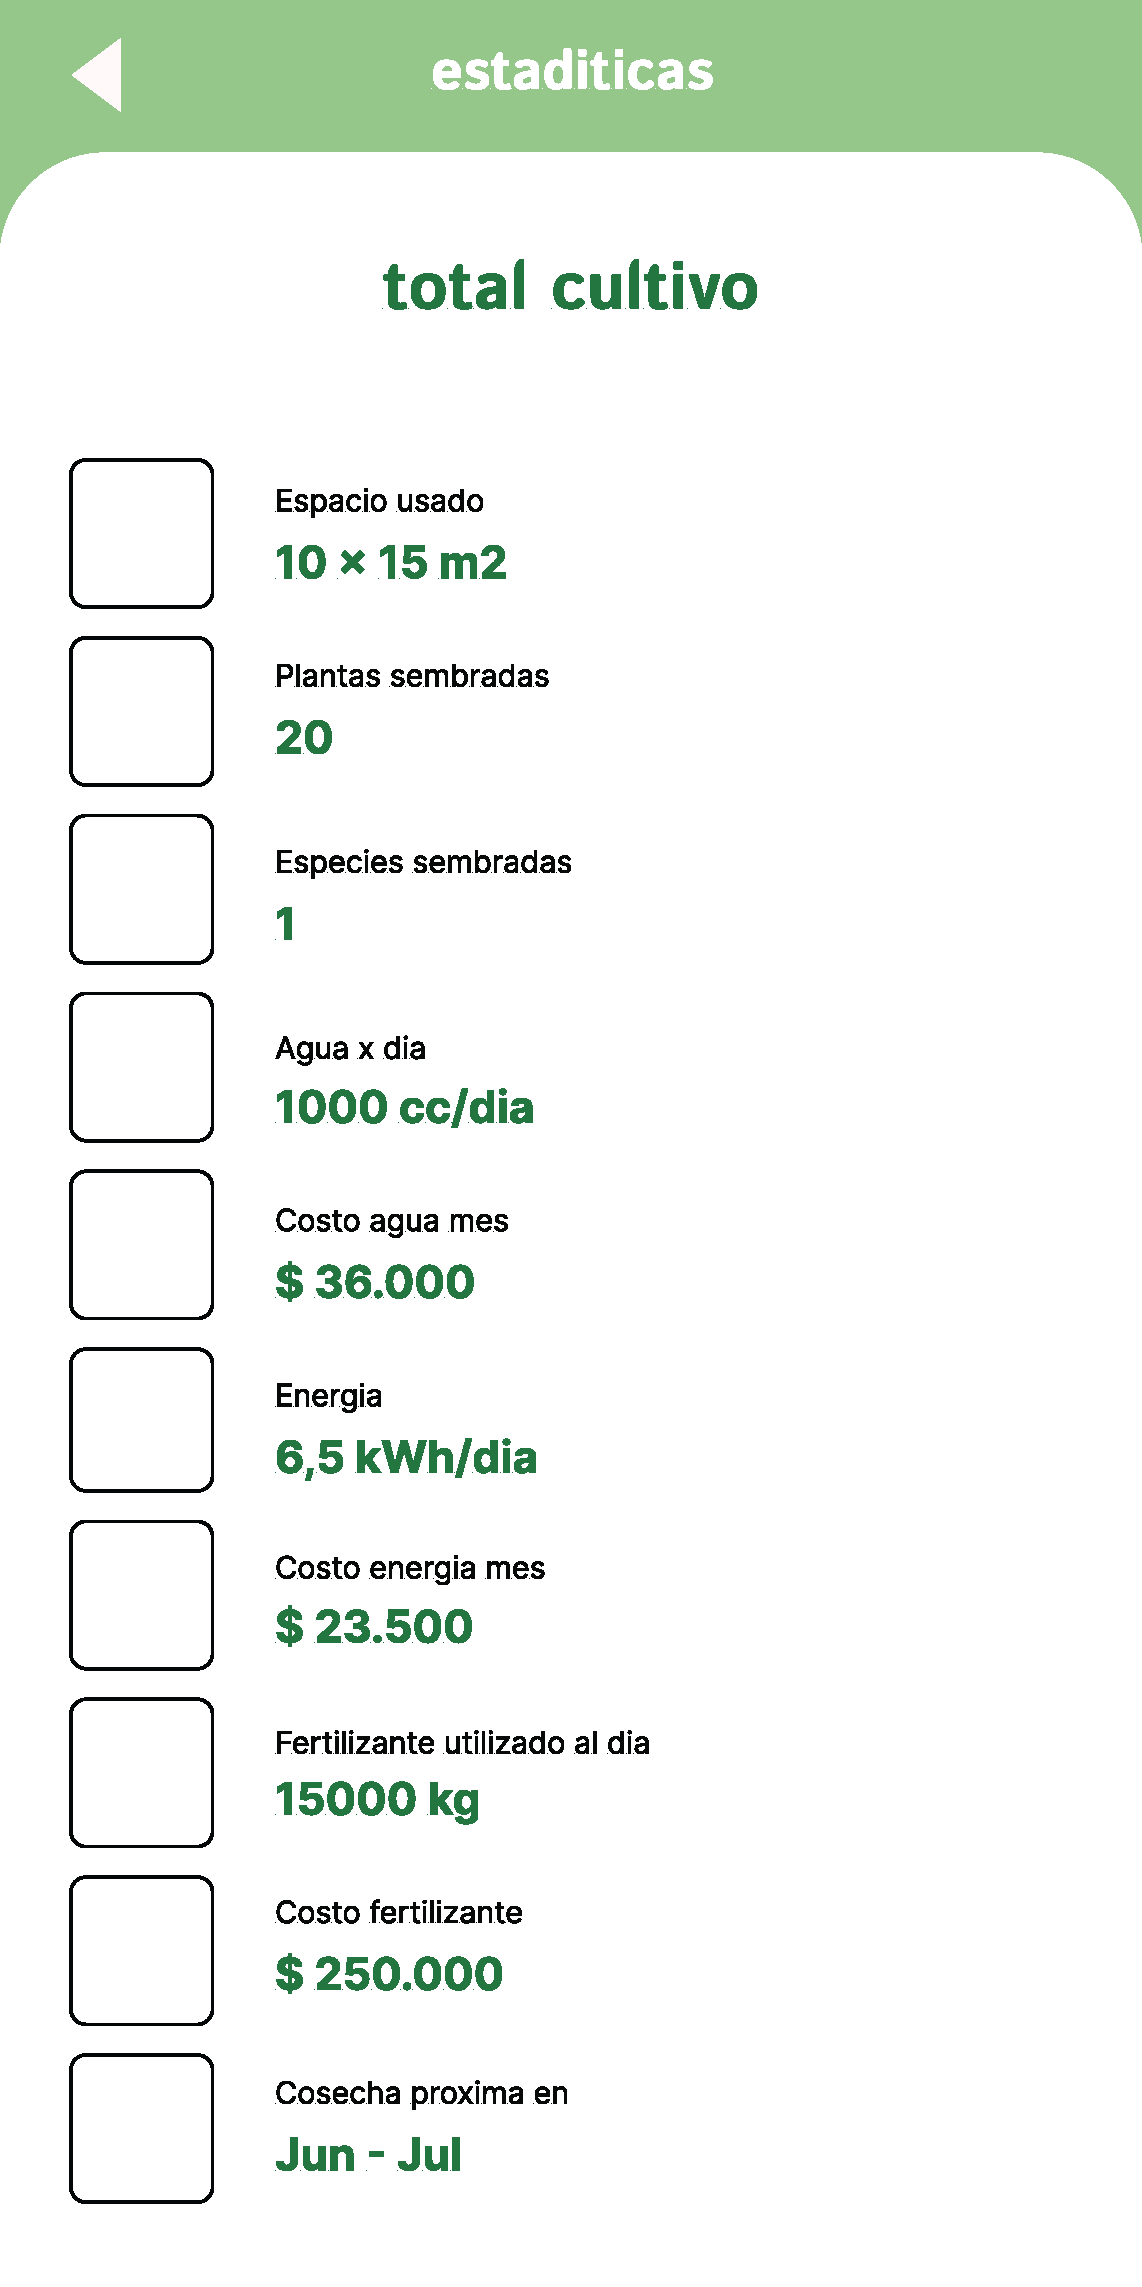 estaditicas
total cultivo
Espacio usado
10 × 15 m2
Plantas sembradas
20
Especies sembradas
1
Agua x dia
1000 cc/dia
Costo agua mes
$ 36.000
Energia
6,5 kWh/dia
Costo energia mes
$ 23.500
Fertilizante utilizado al dia
15000 kg
Costo fertilizante
$ 250.000
Cosecha proxima en
Jun - Jul